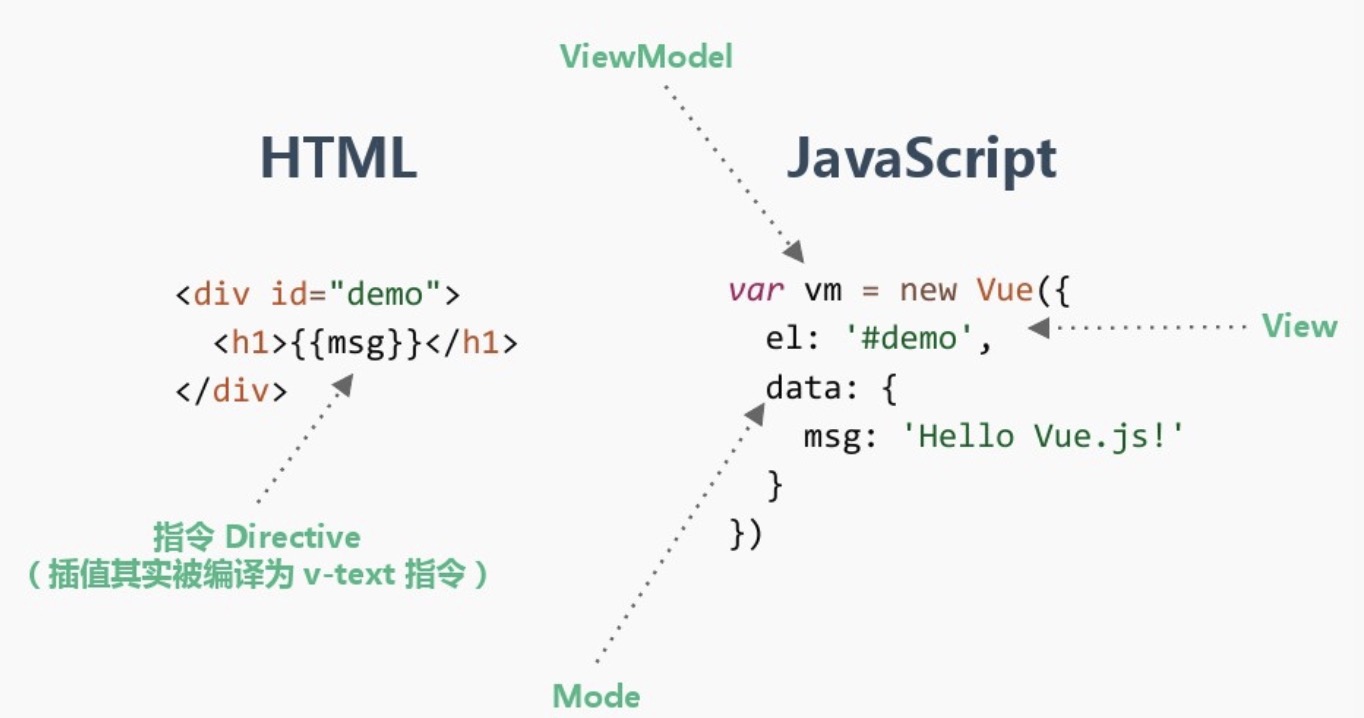 ViewModel
HTML
<div id="demo">
<h1>{{msg}}</h1>
</div>
指令 Directive
（插值其实被编译为 v-text 指令）
JavaScript
var vm = new Vue({
el: '#demo',
data: {
msg: 'Hello Vue.js!'
}
})
View
Mode